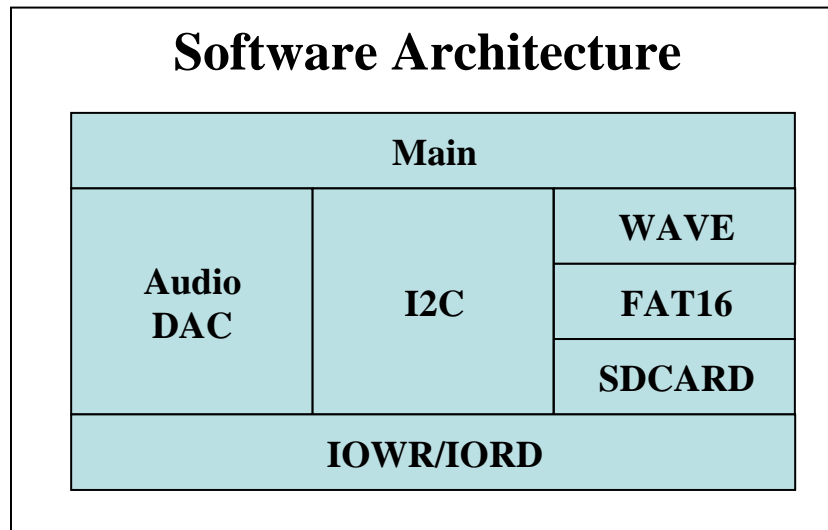 Software Architecture
Main
Audio
DAC
I2C
WAVE
FAT16
SDCARD
IOWR/IORD